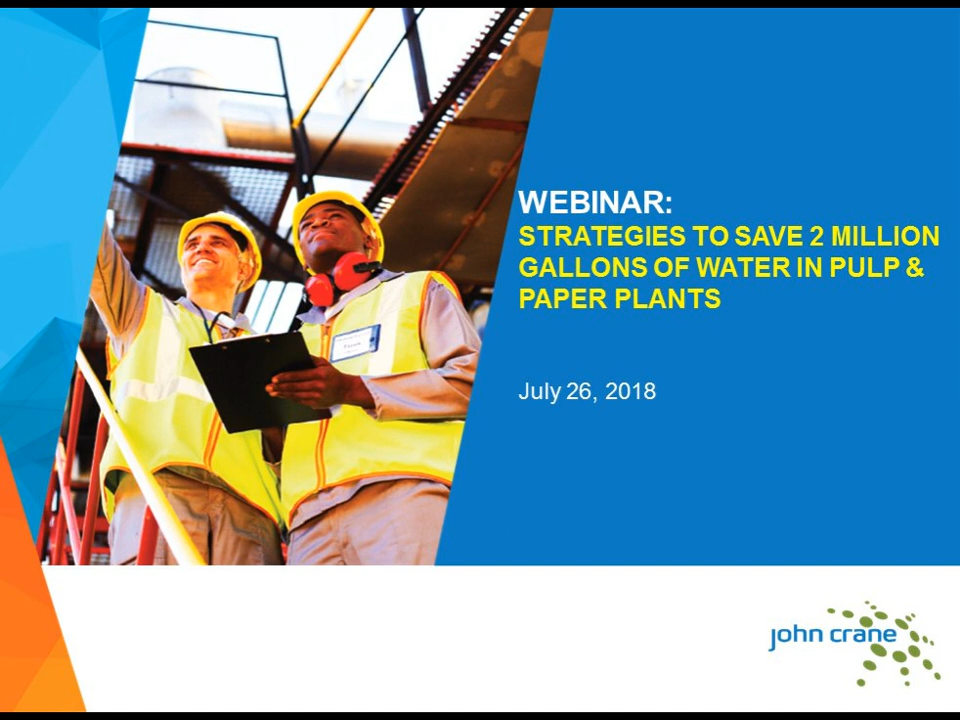 WEBINAR:
STRATEGIES TO SAVE 2 MILLION
GALLONS OF WATER IN PULP &
PAPER PLANTS
July 26, 2018
john crane